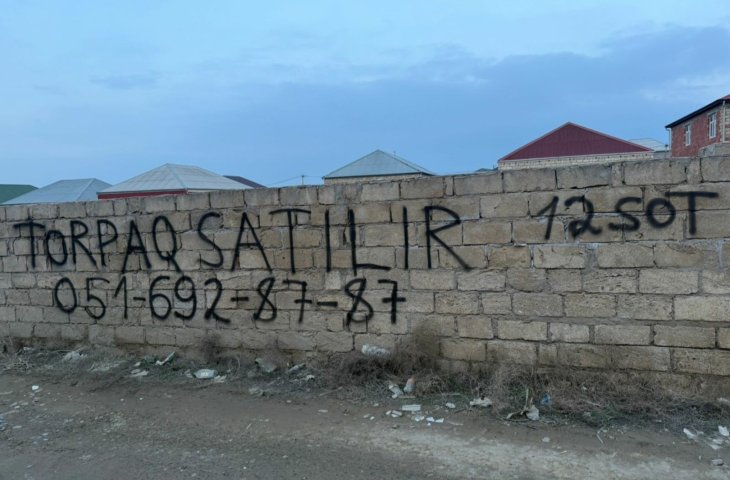 TORPAQ SATILIR 12 SOT
051-692-87-87